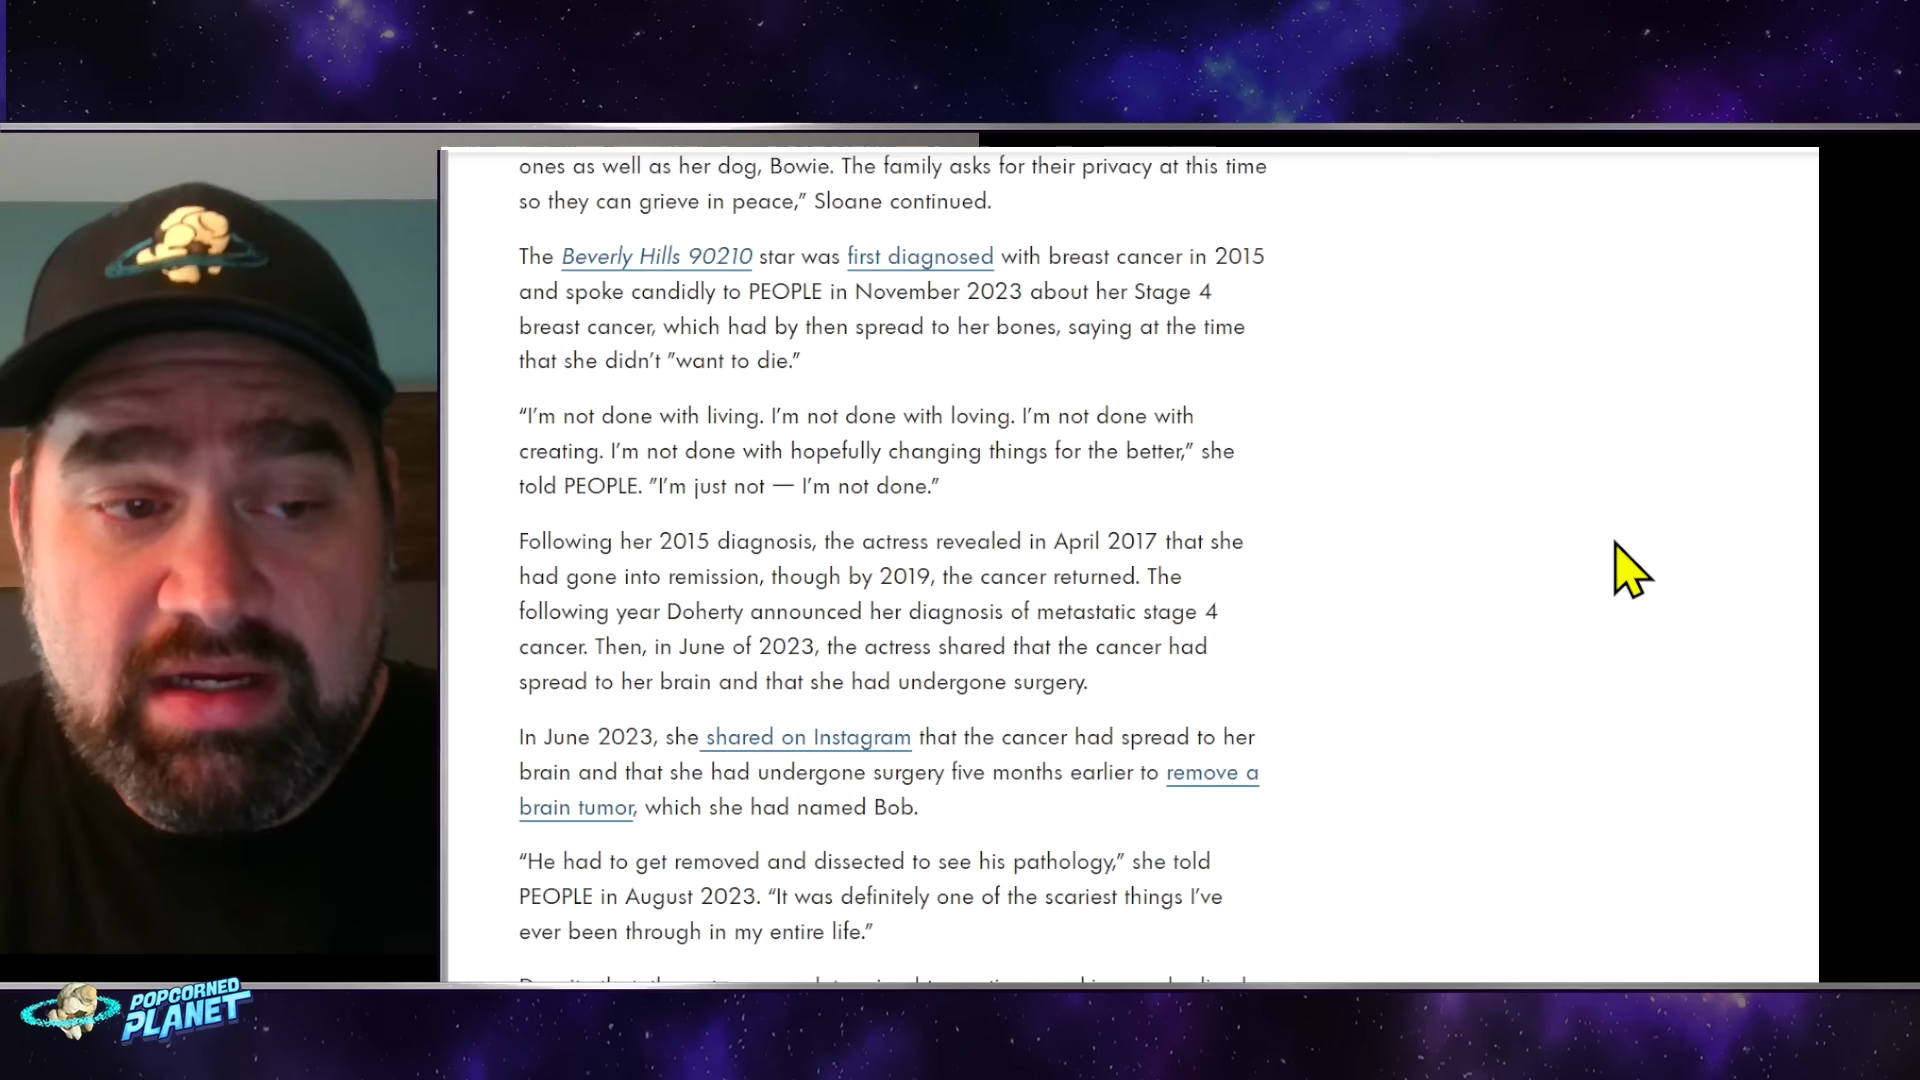 ones as well as her dog, Bowie. The family asks for their privacy at this time
so they can grieve in peace,” Sloane continued.
The Beverly Hills 90210 star was first diagnosed with breast cancer in 2015
and spoke candidly to PEOPLE in November 2023 about her Stage 4
breast cancer, which had by then spread to her bones, saying at the time
that she didn’t ”want to die.”
“I’m not done with living. I’m not done with loving. I’m not done with
creating. I’m not done with hopefully changing things for the better,” she
told PEOPLE. ”I’m just not — I’m not done.”
Following her 2015 diagnosis, the actress revealed in April 2017 that she
had gone into remission, though by 2019, the cancer returned. The
following year Doherty announced her diagnosis of metastatic stage 4
cancer. Then, in June of 2023, the actress shared that the cancer had
spread to her brain and that she had undergone surgery.
In June 2023, she shared on Instagram that the cancer had spread to her
brain and that she had undergone surgery five months earlier to remove a
brain tumor, which she had named Bob.
“He had to get removed and dissected to see his pathology,” she told
PEOPLE in August 2023. “It was definitely one of the scariest things I’ve
ever been through in my entire life.”
POPCORNED
PLANET